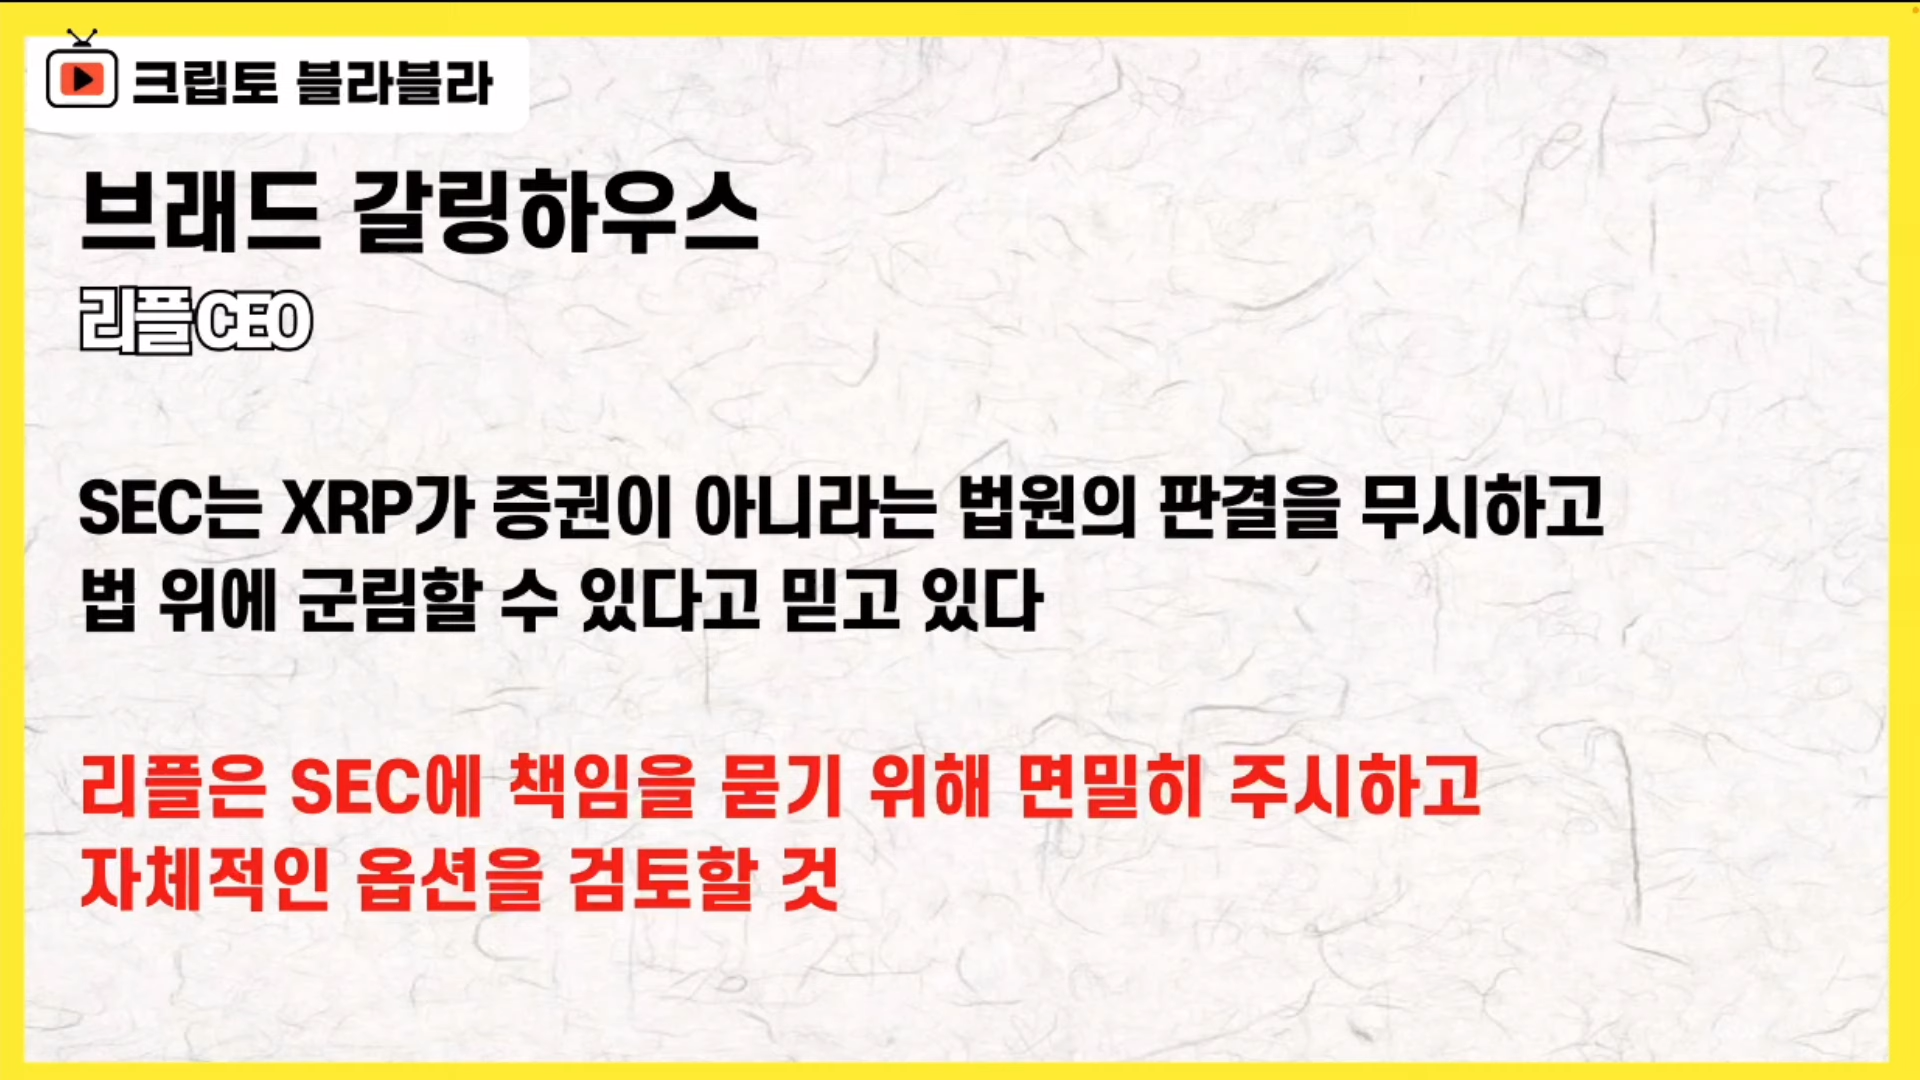 크립토 블라블라
브래드 갈링하우스
리플 CEO
SEC는 XRP가 증권이 아니라는 법원의 판결을 무시하고
법 위에 군림할 수 있다고 믿고 있다
리플은 SEC에 책임을 묻기 위해 면밀히 주시하고
자체적인 옵션을 검토할 것